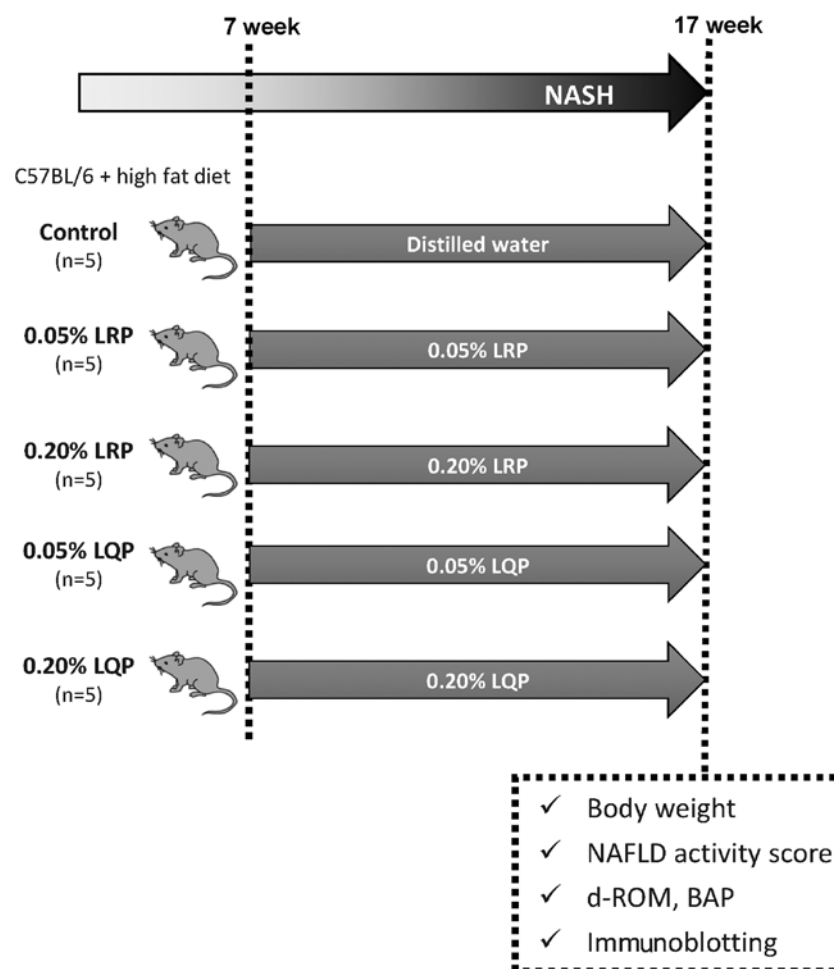 7 week
17 week
NASH
C57BL/6 + high fat diet
Control
(n=5)
Distilled water
0.05% LRP
(n=5)
0.05% LRP
0.20% LRP
(n=5)
0.20% LRP
0.05% LQP
(n=5)
0.05% LQP
0.20% LQP
(n=5)
0.20% LQP
✓ Body weight
✓ NAFLD activity score
✓ d-ROM, BAP
✓ Immunoblotting